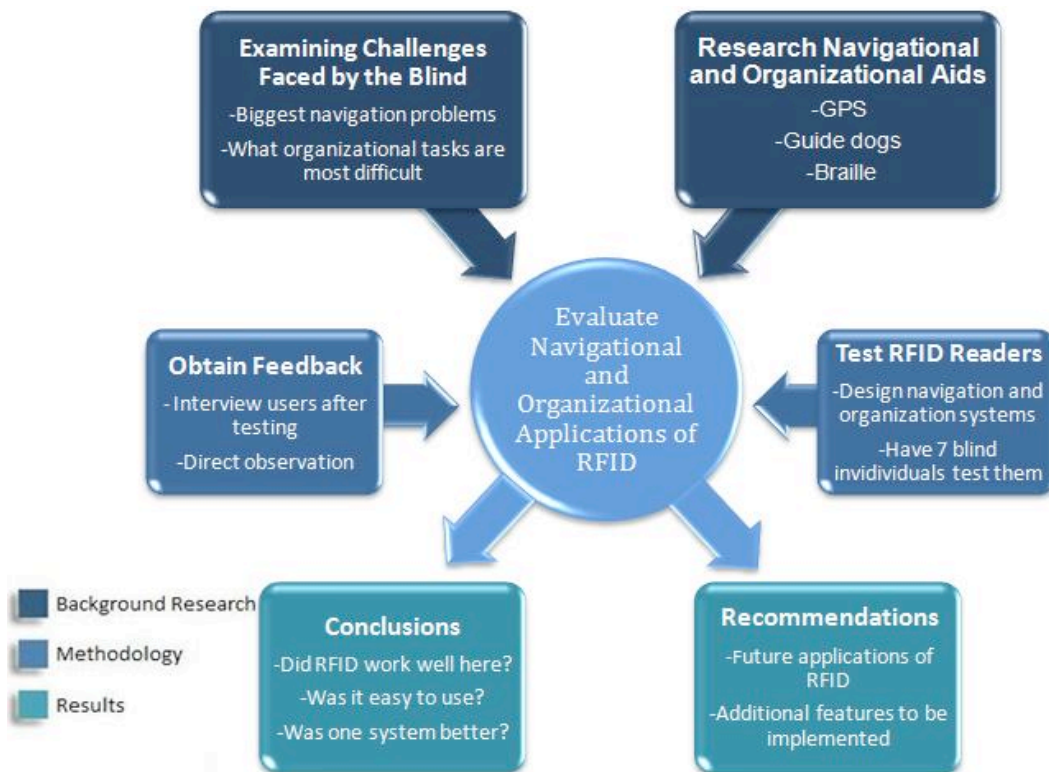 Examining Challenges
Faced by the Blind
-Biggest navigation problems
-What organizational tasks are
most difficult
Research Navigational
and Organizational Aids
-GPS
-Guide dogs
-Braille
Obtain Feedback
- Interview users after
testing
-Direct observation
Evaluate
Navigational
and
Organizational
Applications of
RFID
Test RFID Readers
-Design navigation and
organization systems
-Have 7 blind
invidividuals test them
Background Research
Methodology
Results
Conclusions
-Did RFID work well here?
-Was it easy to use?
-Was one system better?
Recommendations
-Future applications of
RFID
-Additional features to be
implemented